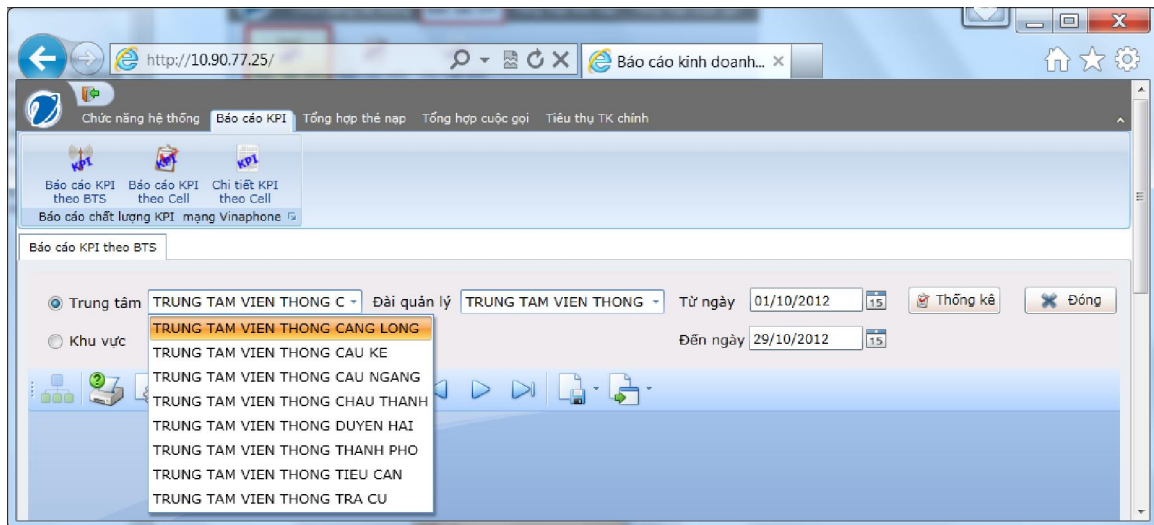 http://10.90.77.25/
Báo cáo kinh doanh...
Chức năng hệ thống Báo cáo KPI Tổng hợp thẻ nạp Tổng hợp cuộc gọi Tiêu thụ TK chính
KPI KPI KPI
Báo cáo KPI theo BTS
Báo cáo KPI theo Cell
Chi tiết KPI theo Cell
Báo cáo chất lượng KPI mạng Vinaphone
Báo cáo KPI theo BTS
Trung tâm TRUNG TAM VIEN THONG C Đài quản lý TRUNG TAM VIEN THONG Từ ngày 01/10/2012 15 Thống kê Đóng
Khu vực Đến ngày 29/10/2012 15
TRUNG TAM VIEN THONG CANG LONG
TRUNG TAM VIEN THONG CAU KE
TRUNG TAM VIEN THONG CAU NGANG
TRUNG TAM VIEN THONG CHAU THANH
TRUNG TAM VIEN THONG DUYEN HAI
TRUNG TAM VIEN THONG THANH PHO
TRUNG TAM VIEN THONG TIEU CAN
TRUNG TAM VIEN THONG TRA CU